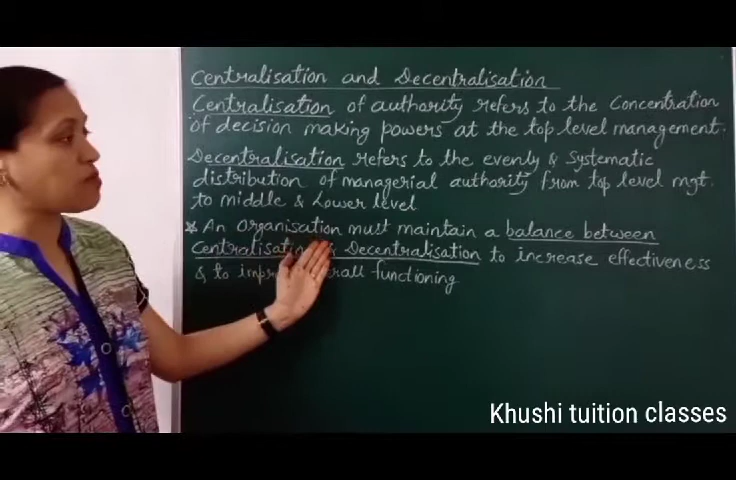 Centralisation and Decentralisation
Centralisation of authority refers to the Concentration
of decision making powers at the top level management.
Decentralisation refers to the evenly & Systematic
distribution of managerial authority from top level mgt.
to middle & Lower level
* An Organisation must maintain a balance between
Centralisation & Decentralisation to increase effectiveness
& to overall functioning
Khushi tuition classes